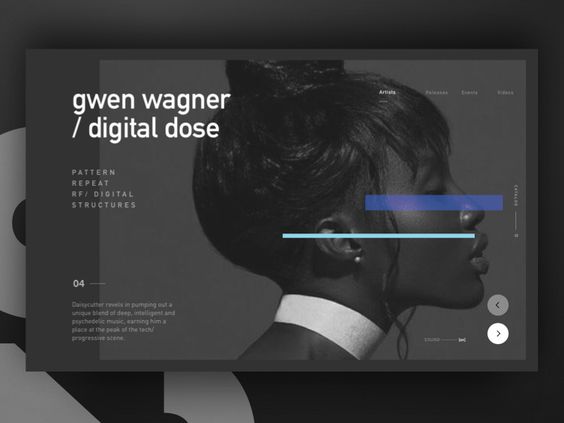 gwen wagner
/ digital dose
Artists
Releases
Events
Videos
PATTERN
REPEAT
RF/ DIGITAL
STRUCTURES
CATALOG
04
Daisycutter revels in pumping out a
unique blend of deep, intelligent and
psychedelic music, earning him a
place at the peak of the tech/
progressive scene.
SOUND